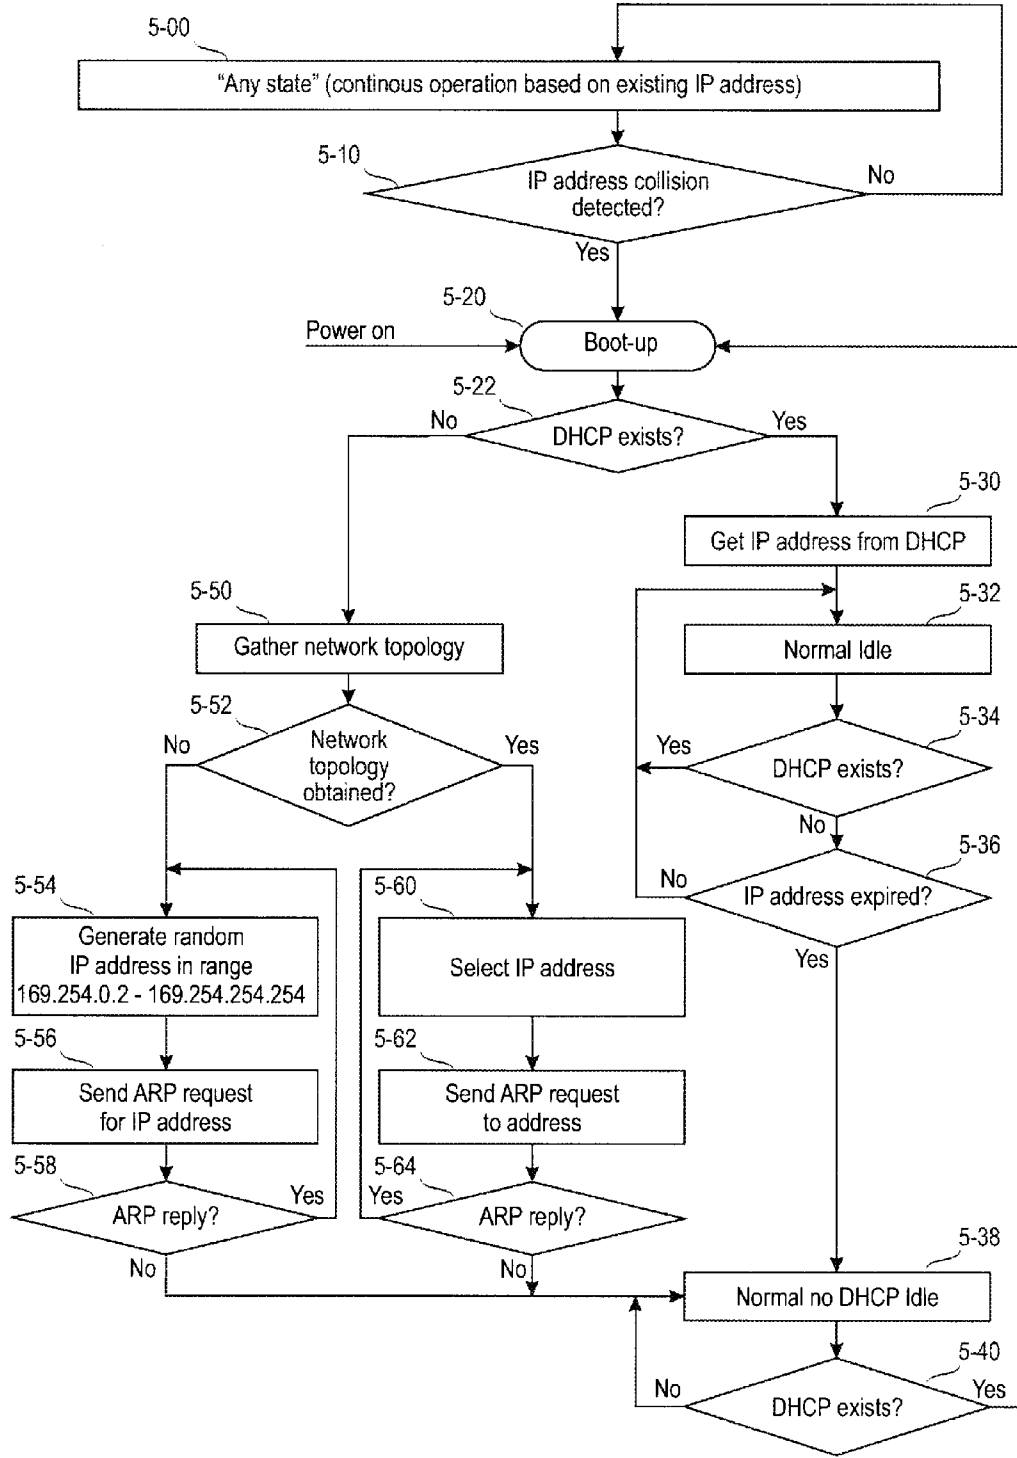 5-00
“Any state” (continous operation based on existing IP address)
5-10
IP address collision
detected?
No
Yes
5-20
Power on
Boot-up
5-22
No
DHCP exists?
Yes
5-30
Get IP address from DHCP
5-50
Gather network topology
5-32
Normal Idle
5-52
No
Network
topology
obtained?
Yes
5-34
Yes
DHCP exists?
No
5-36
No
IP address expired?
Yes
5-54
Generate random
IP address in range
169.254.0.2 - 169.254.254.254
5-60
Select IP address
5-56
Send ARP request
for IP address
5-62
Send ARP request
to address
5-58
ARP reply?
Yes
No
5-64
Yes
ARP reply?
No
5-38
Normal no DHCP Idle
5-40
No
DHCP exists?
Yes